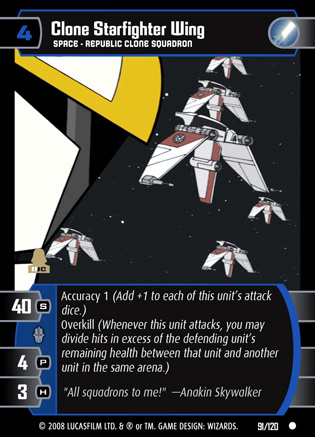 4
Clone Starfighter Wing
SPACE - REPUBLIC CLONE SQUADRON
40 S
4 P
3 H
Accuracy 1 (Add +1 to each of this unit's attack
dice.)
Overkill (Whenever this unit attacks, you may
divide hits in excess of the defending unit's
remaining health between that unit and another
unit in the same arena.)
"All squadrons to me!" —Anakin Skywalker
© 2008 LUCASFILM LTD. & ® or TM. GAME DESIGN: WIZARDS.
91/120